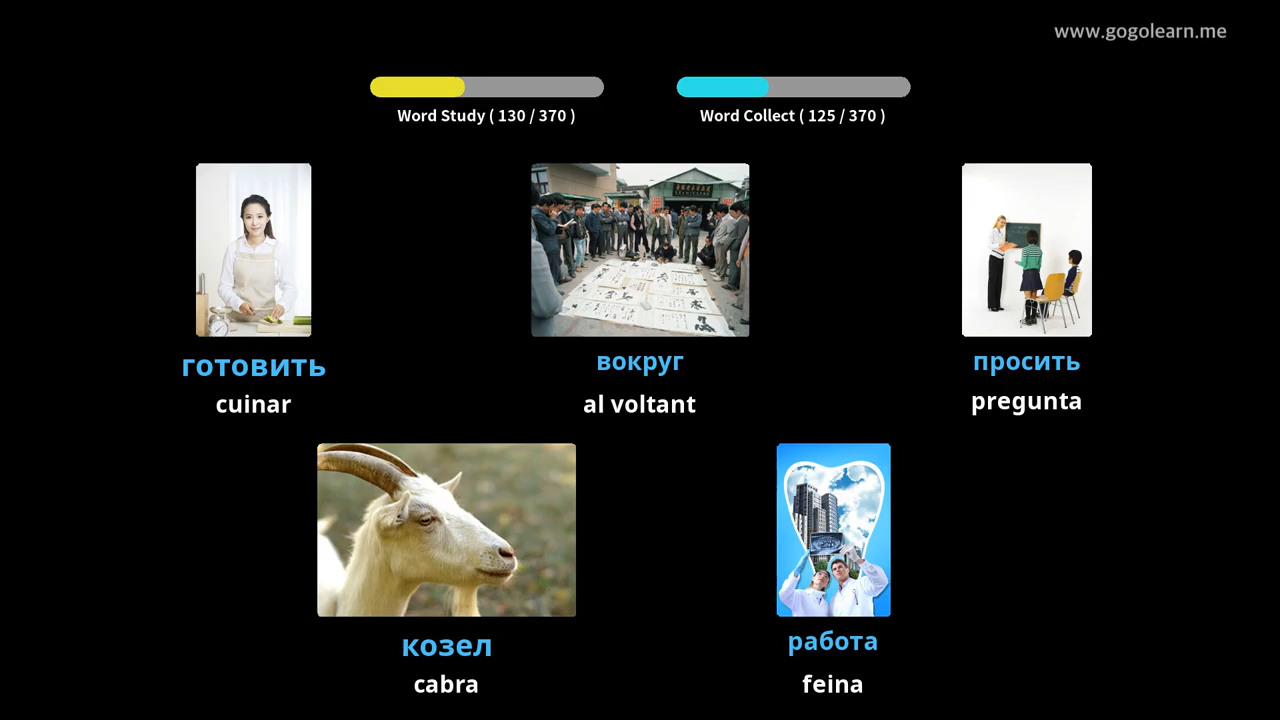 www.gogolearn.me
Word Study ( 130 / 370 )
Word Collect ( 125 / 370 )
готовить
cuinar
вокруг
al voltant
просить
pregunta
козел
cabra
работа
feina